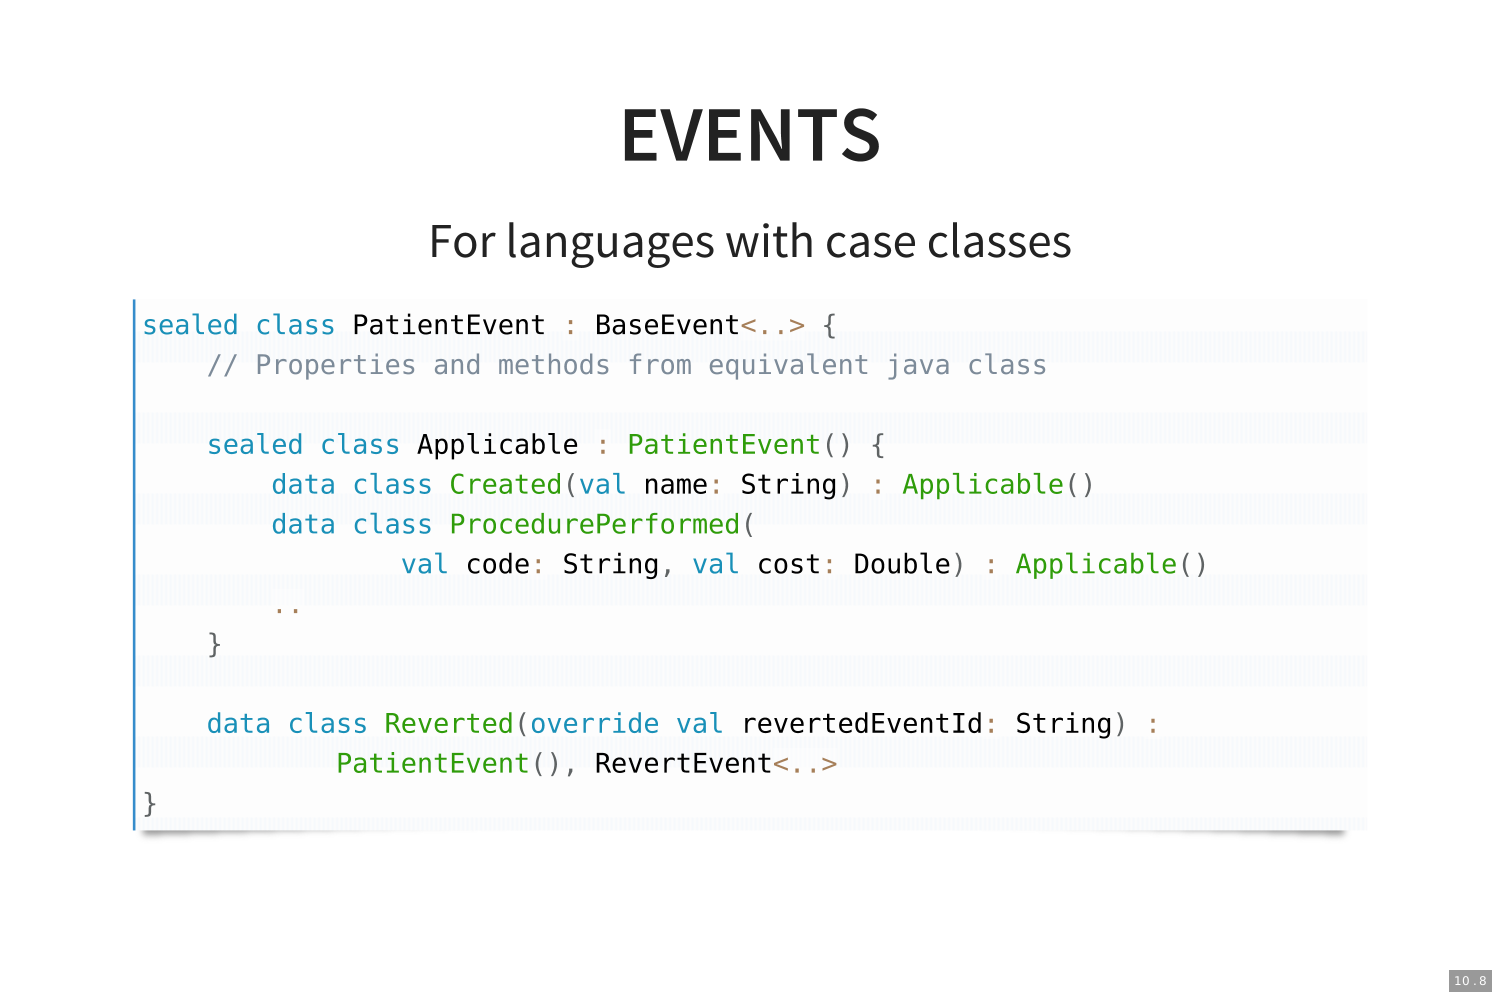 EVENTS
For languages with case classes
sealed class PatientEvent : BaseEvent<..> {
    // Properties and methods from equivalent java class

    sealed class Applicable : PatientEvent() {
        data class Created(val name: String) : Applicable()
        data class ProcedurePerformed(
                val code: String, val cost: Double) : Applicable()
        ..
    }

    data class Reverted(override val revertedEventId: String) :
            PatientEvent(), RevertEvent<..>
}
10.8